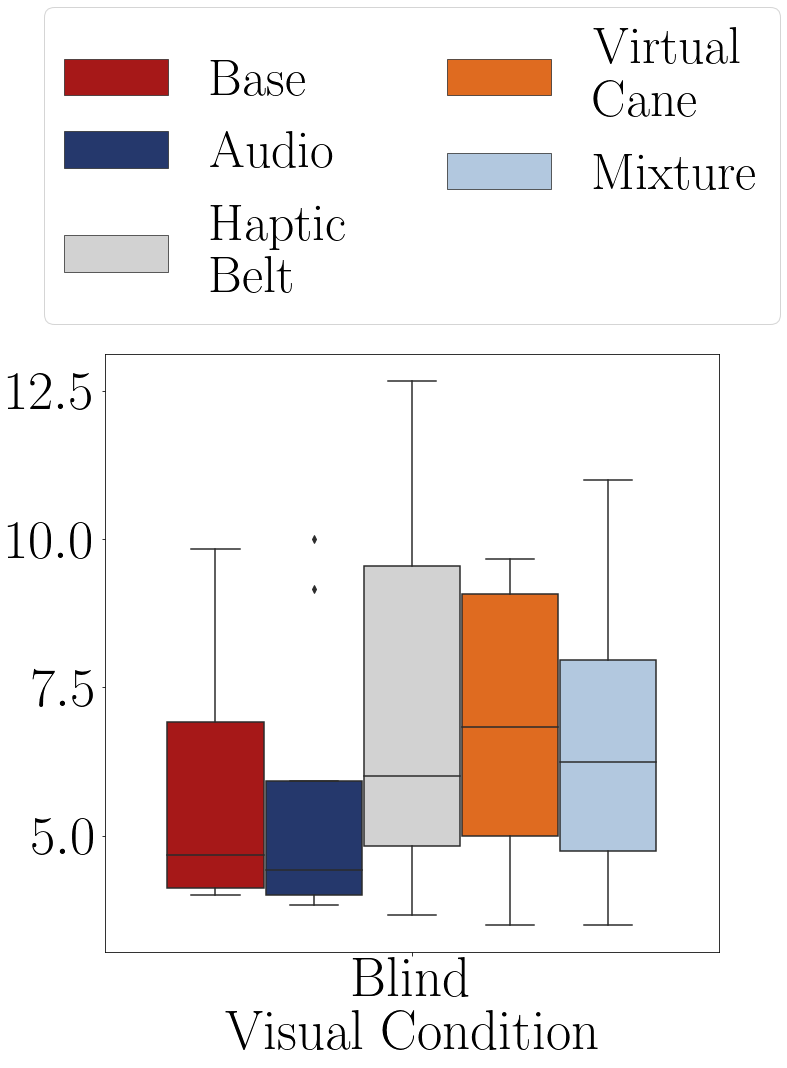 Base
Audio
Haptic
Belt
Virtual
Cane
Mixture
12.5
10.0
7.5
5.0
Blind
Visual Condition